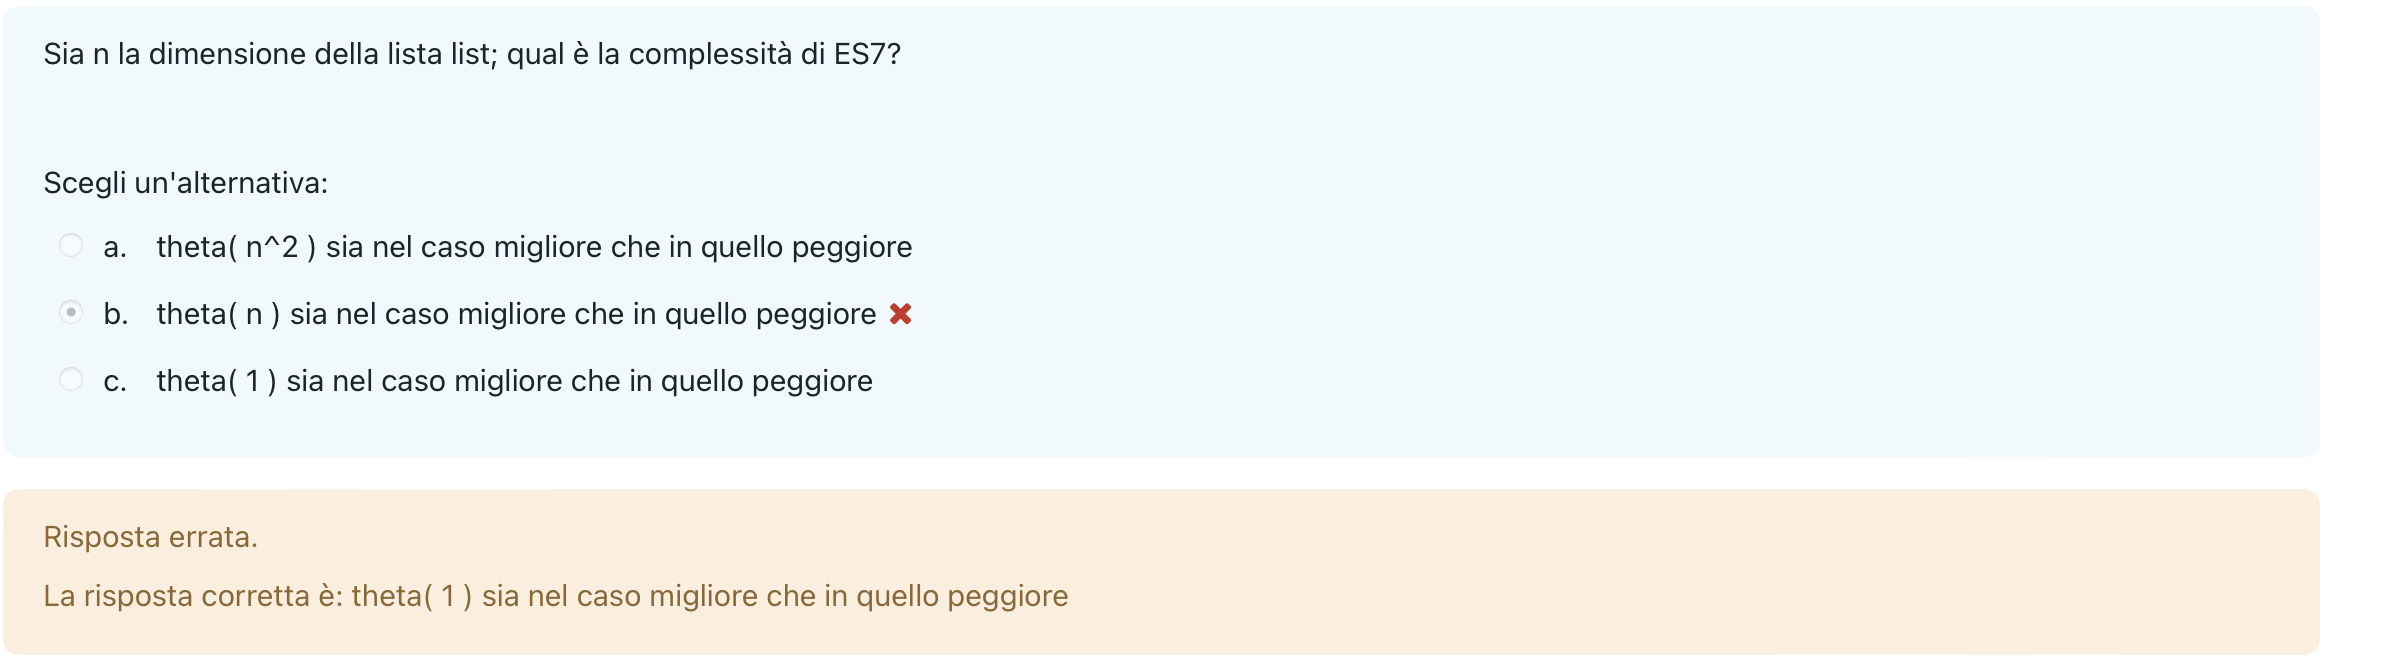 Sia n la dimensione della lista list; qual è la complessità di ES7?
Scegli un'alternativa:
a. theta( n^2 ) sia nel caso migliore che in quello peggiore
b. theta( n ) sia nel caso migliore che in quello peggiore
c. theta( 1 ) sia nel caso migliore che in quello peggiore
Risposta errata.
La risposta corretta è: theta( 1 ) sia nel caso migliore che in quello peggiore